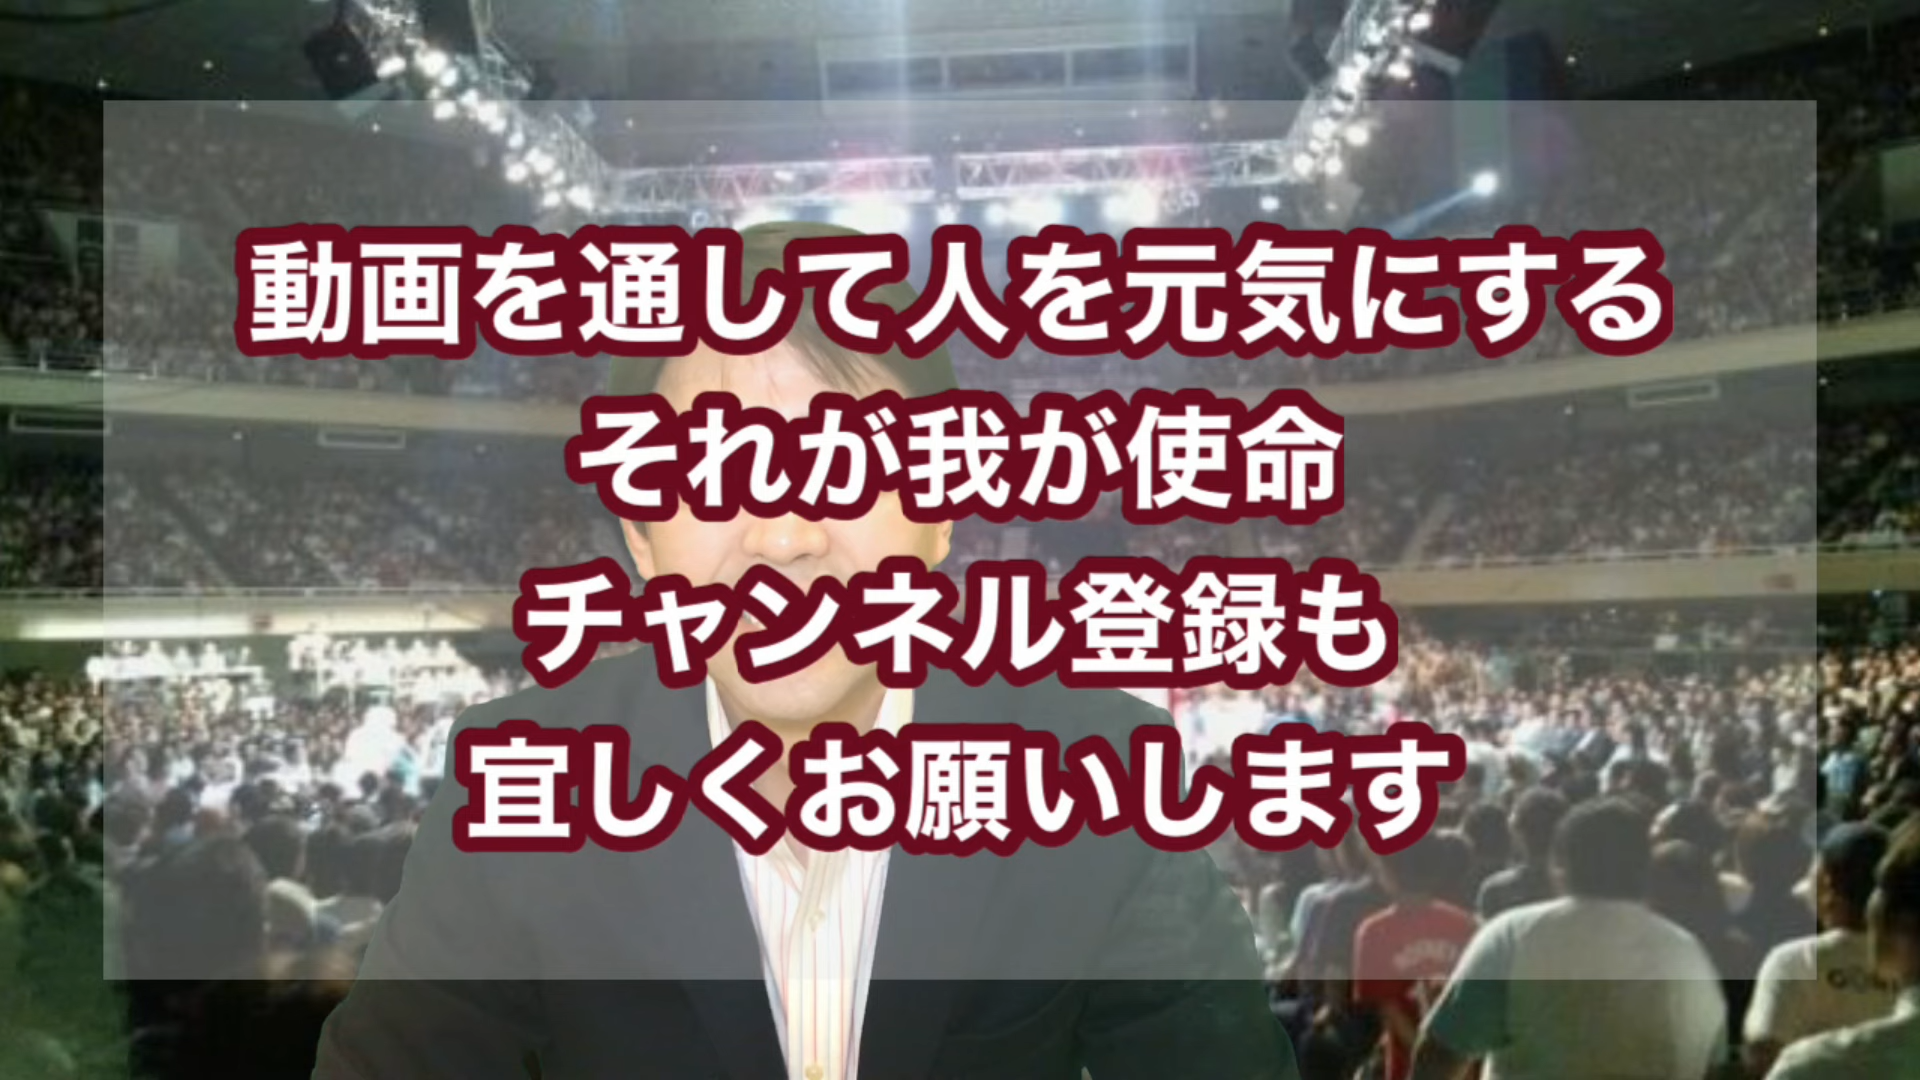 動画を通して人を元気にする
それが我が使命
チャンネル登録も
宜しくお願いします